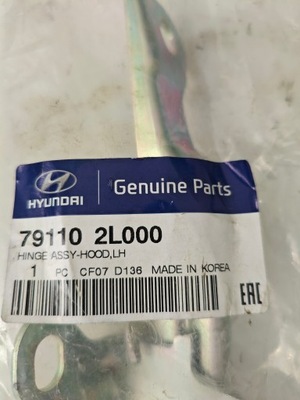 HYUNDAI
Genuine Parts
79110 2L000
HINGE ASSY-HOOD,LH
1 PC CF07 D136 MADE IN KOREA
EAC